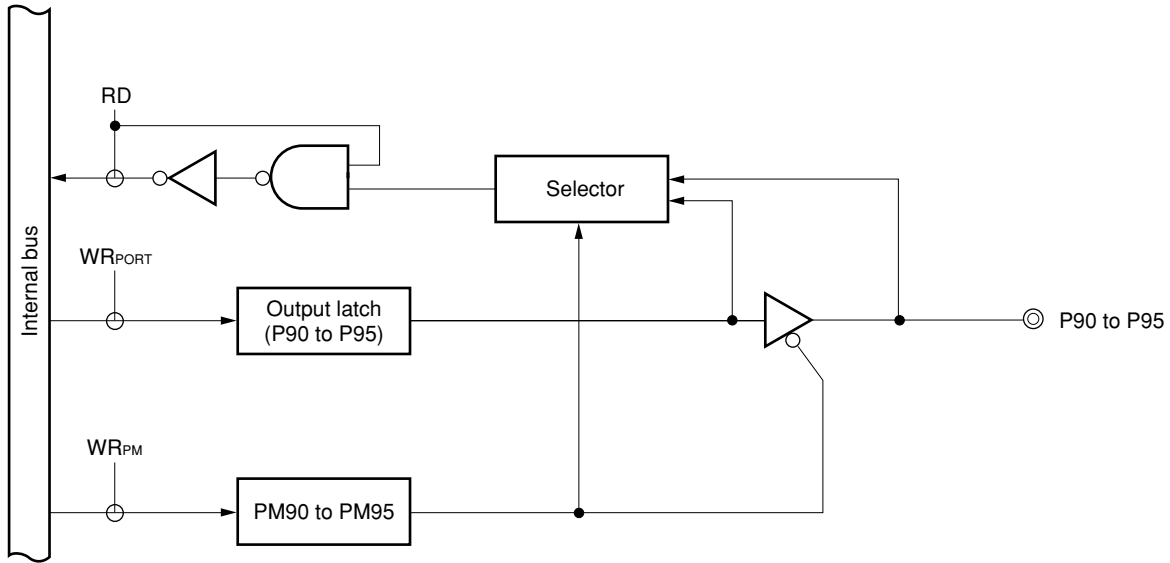 RD
Selector
Internal bus
WRPORT
Output latch
(P90 to P95)
P90 to P95
WRPM
PM90 to PM95